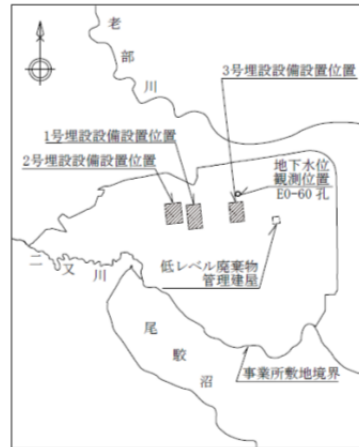 老部川
3号埋設設備設置位置
1号埋設設備設置位置
2号埋設設備設置位置
地下水位
観測位置
E0-60 孔
低レベル廃棄物
管理建屋
二又川
尾駮沼
事業所敷地境界